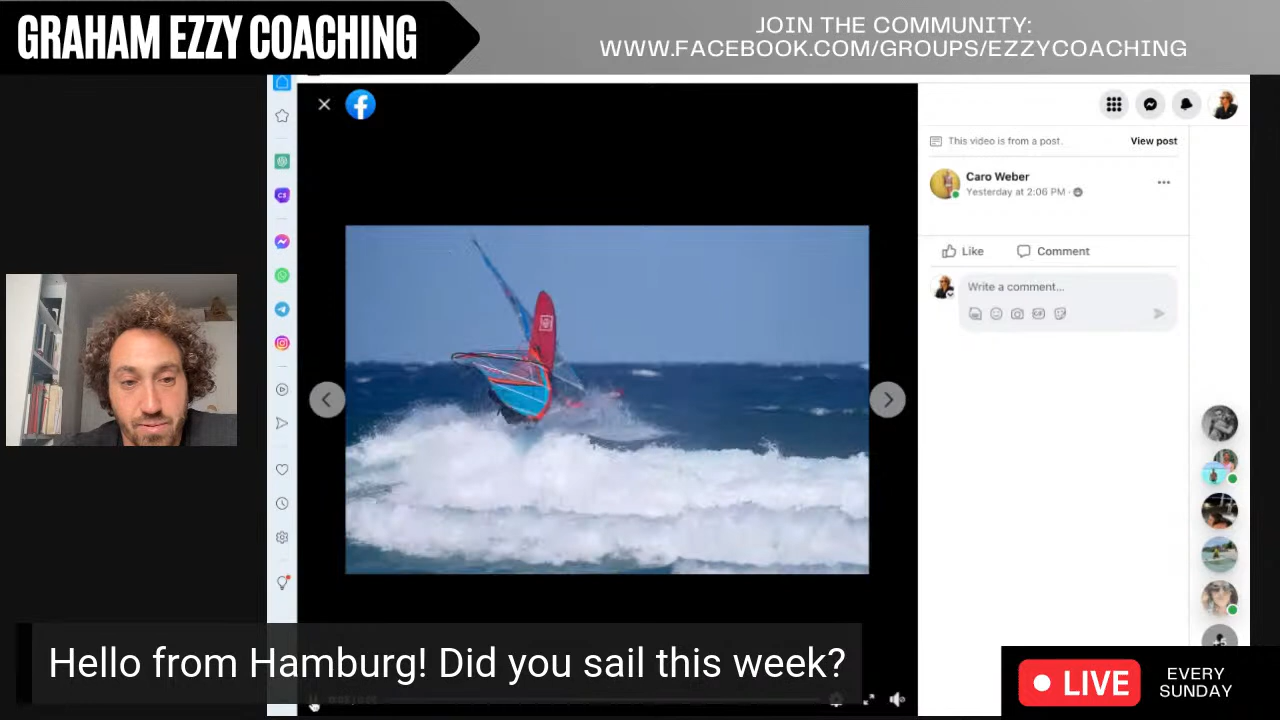 GRAHAM EZZY COACHING
JOIN THE COMMUNITY:
WWW.FACEBOOK.COM/GROUPS/EZZYCOACHING
This video is from a post.
View post
Caro Weber
Yesterday at 2:06 PM ·
Like
Comment
Write a comment...
Hello from Hamburg! Did you sail this week?
LIVE
EVERY
SUNDAY